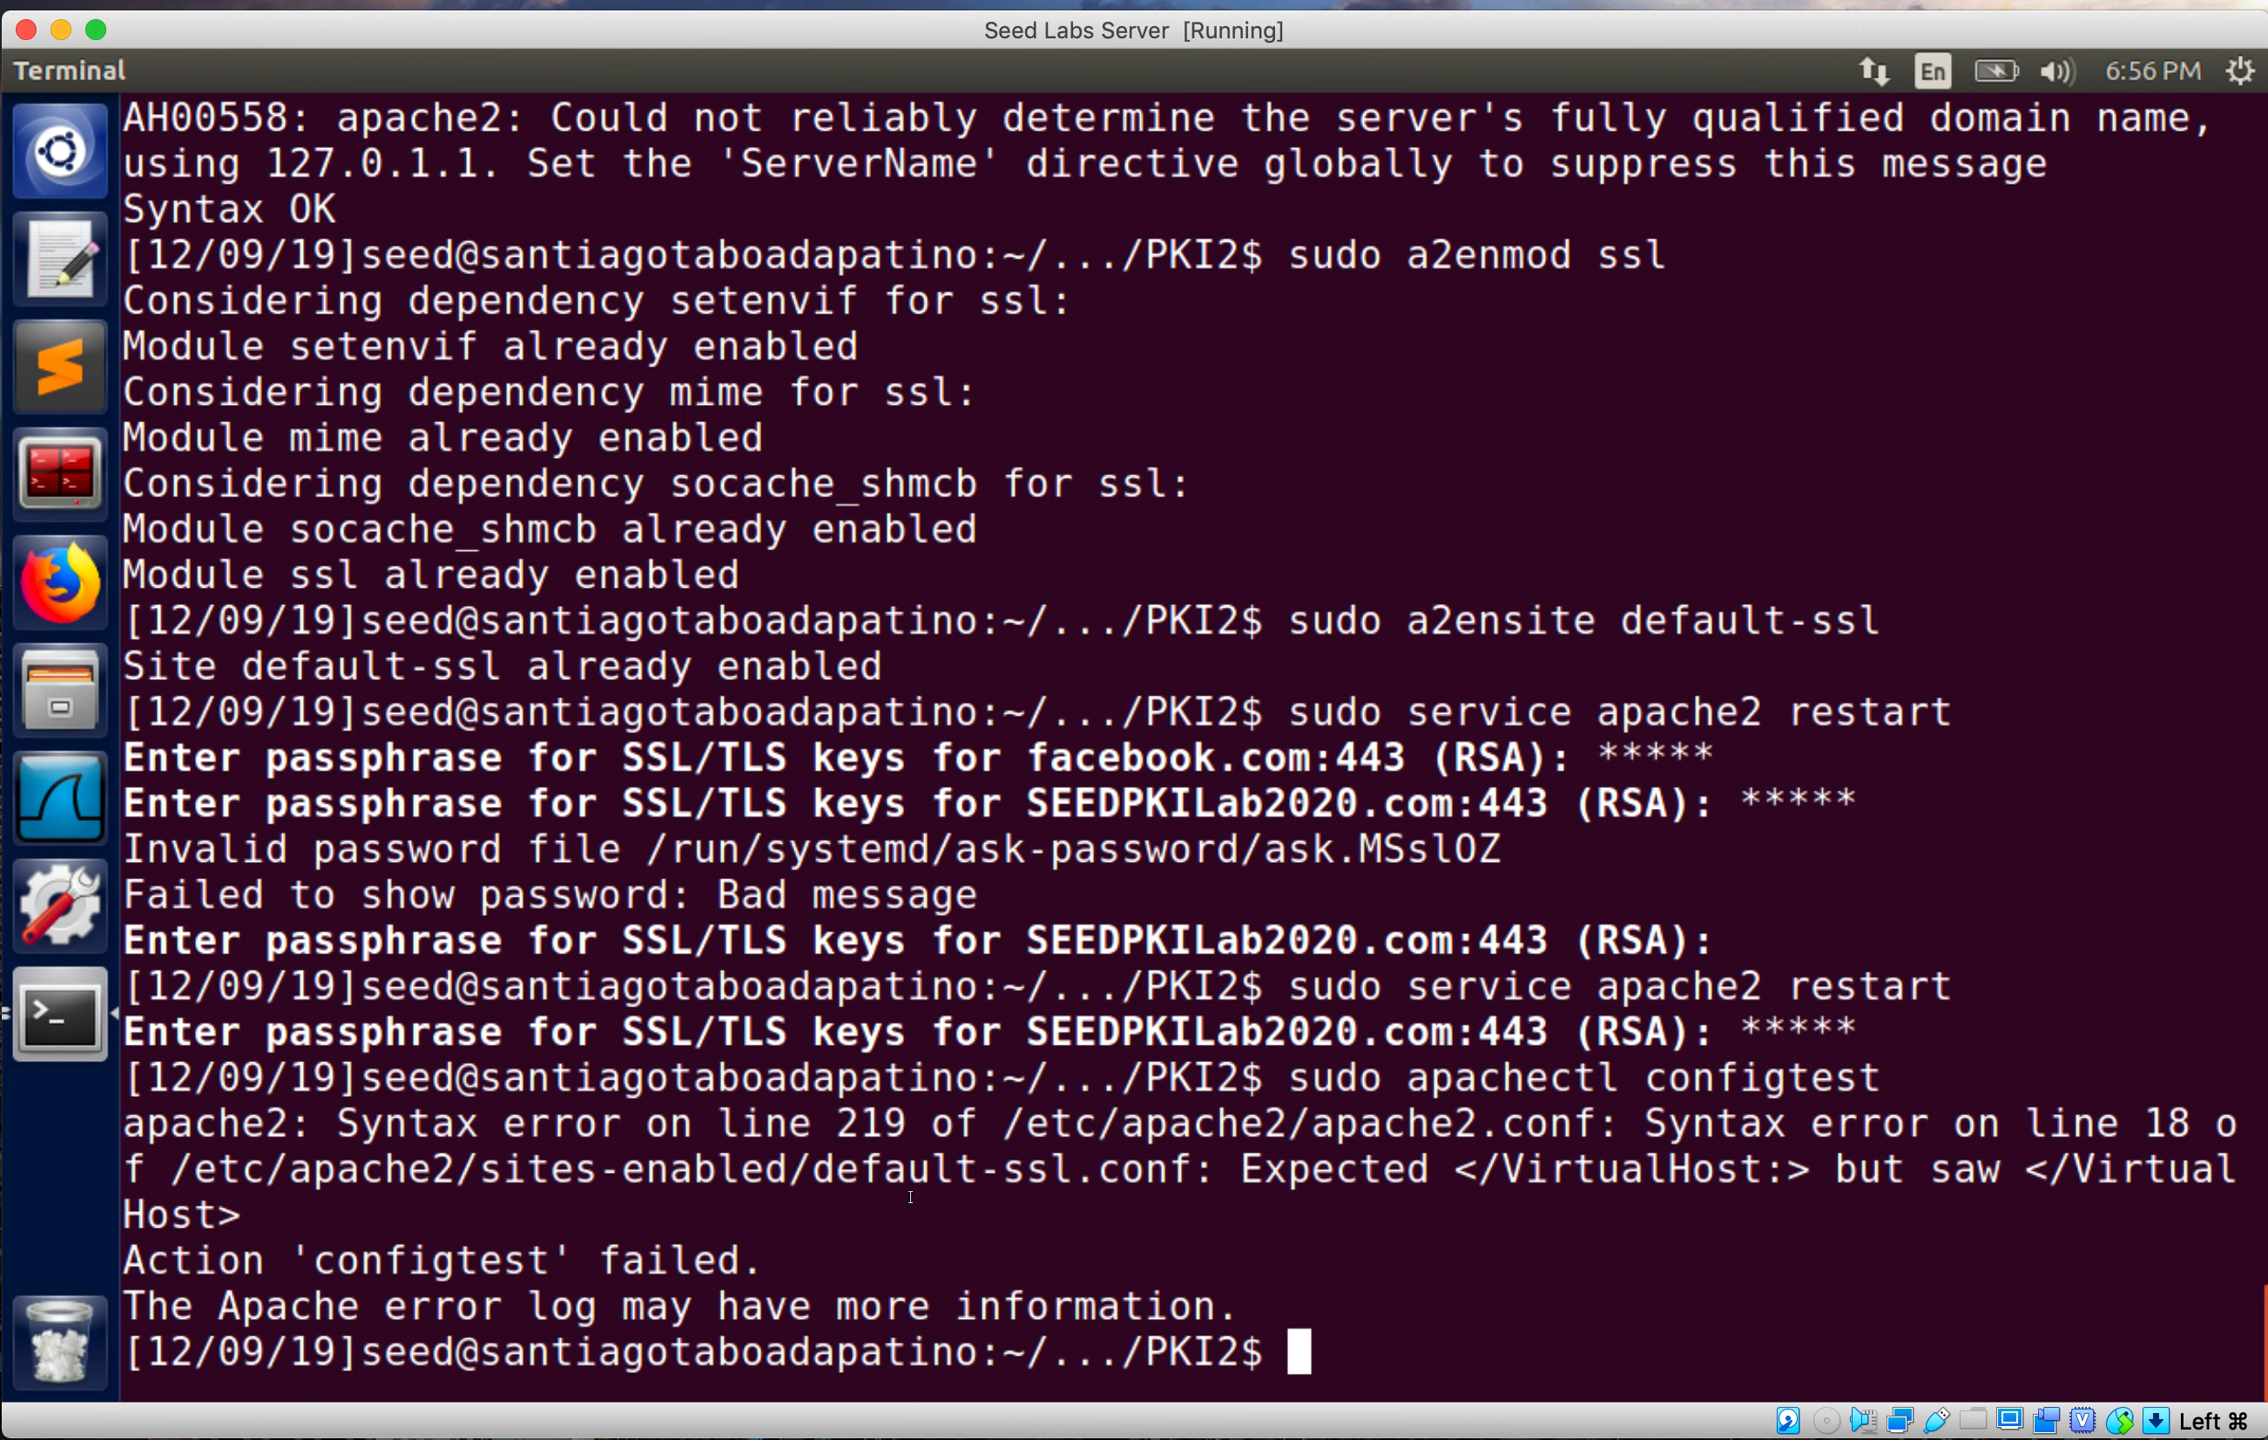 Seed Labs Server [Running]
Terminal
En
6:56 PM
AH00558: apache2: Could not reliably determine the server's fully qualified domain name,
using 127.0.1.1. Set the 'ServerName' directive globally to suppress this message
Syntax OK
[12/09/19]seed@santiagotaboadapatino:~/.../PKI2$ sudo a2enmod ssl
Considering dependency setenvif for ssl:
Module setenvif already enabled
Considering dependency mime for ssl:
Module mime already enabled
Considering dependency socache_shmcb for ssl:
Module socache_shmcb already enabled
Module ssl already enabled
[12/09/19]seed@santiagotaboadapatino:~/.../PKI2$ sudo a2ensite default-ssl
Site default-ssl already enabled
[12/09/19]seed@santiagotaboadapatino:~/.../PKI2$ sudo service apache2 restart
Enter passphrase for SSL/TLS keys for facebook.com:443 (RSA): *****
Enter passphrase for SSL/TLS keys for SEEDPKILab2020.com:443 (RSA): *****
Invalid password file /run/systemd/ask-password/ask.MSslOZ
Failed to show password: Bad message
Enter passphrase for SSL/TLS keys for SEEDPKILab2020.com:443 (RSA):
[12/09/19]seed@santiagotaboadapatino:~/.../PKI2$ sudo service apache2 restart
Enter passphrase for SSL/TLS keys for SEEDPKILab2020.com:443 (RSA): *****
[12/09/19]seed@santiagotaboadapatino:~/.../PKI2$ sudo apachectl configtest
apache2: Syntax error on line 219 of /etc/apache2/apache2.conf: Syntax error on line 18 o
f /etc/apache2/sites-enabled/default-ssl.conf: Expected </VirtualHost:> but saw </Virtual
Host>
Action 'configtest' failed.
The Apache error log may have more information.
[12/09/19]seed@santiagotaboadapatino:~/.../PKI2$
Left ⌘